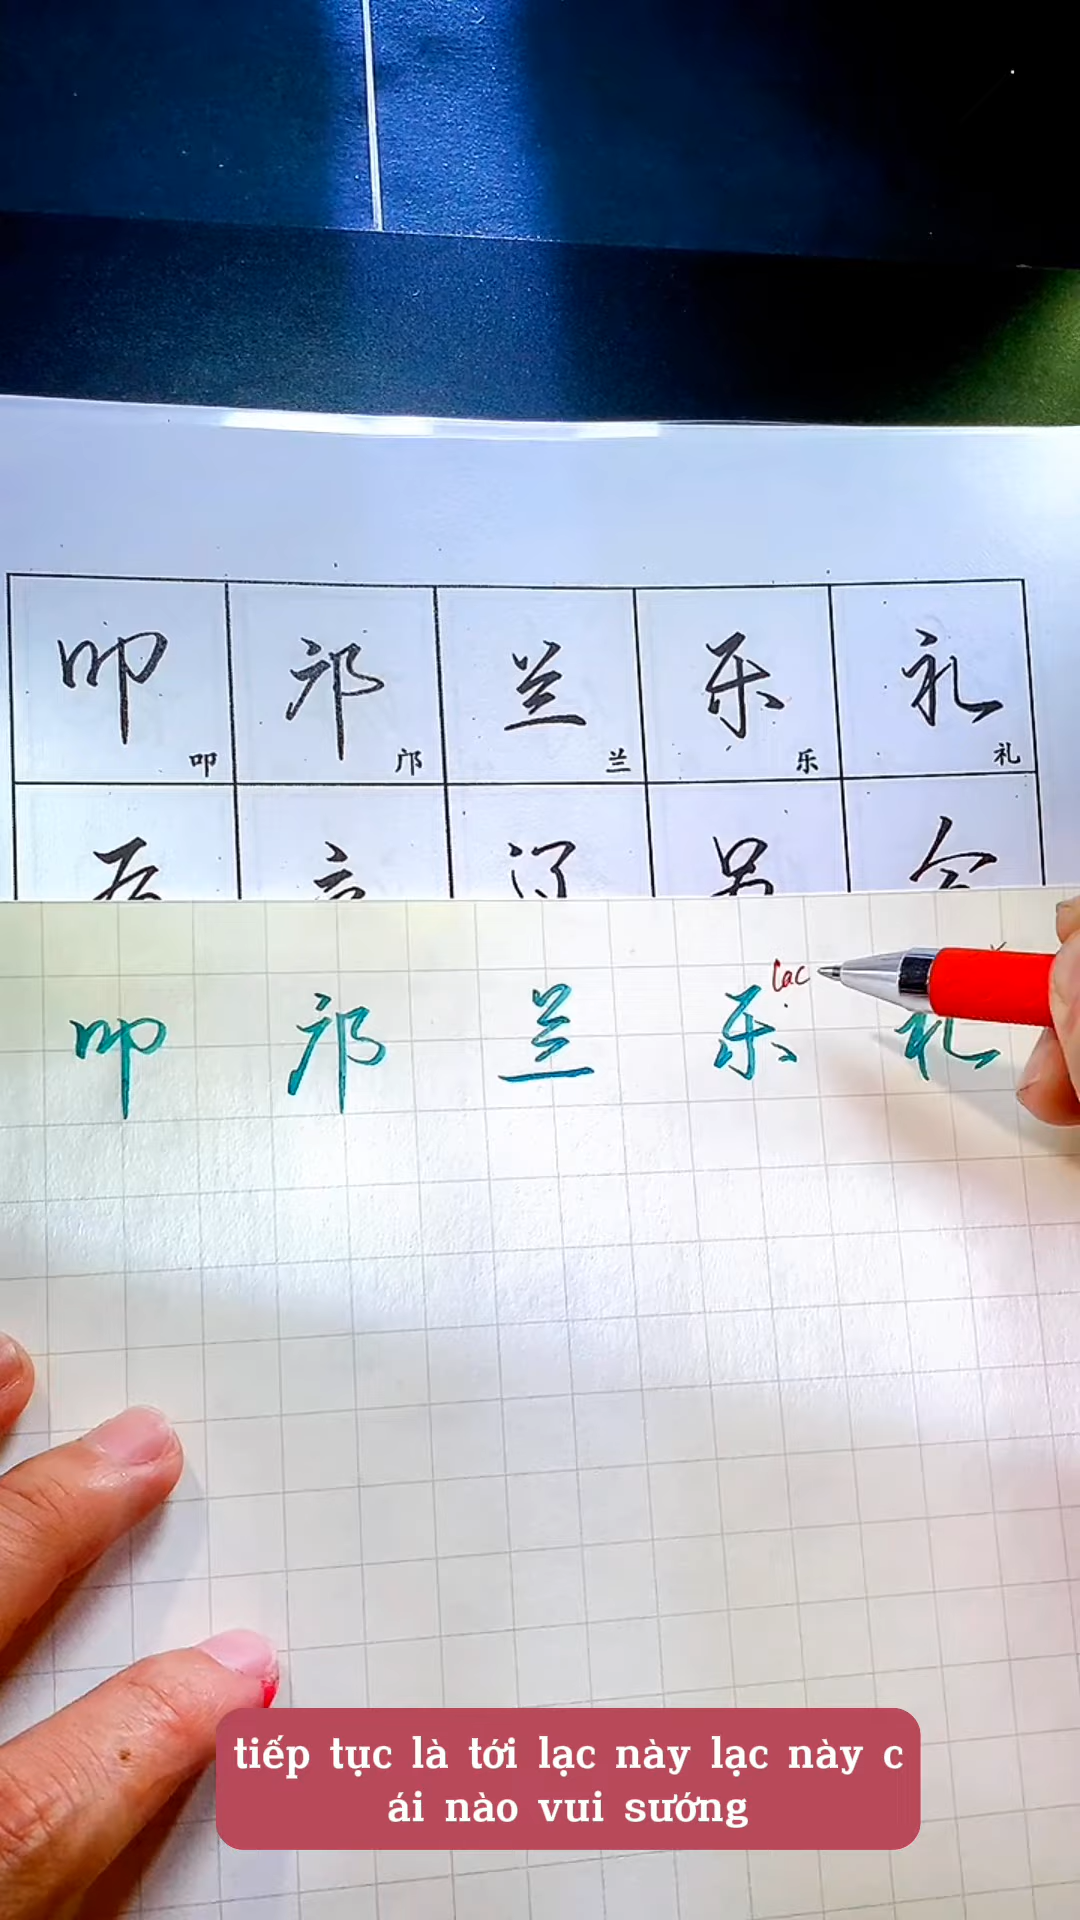 叩 邝 兰 乐 礼
叩 邝 兰 乐 礼
lạc
叩 邝 兰 乐 礼
tiếp tục là tới lạc này lạc này c
ái nào vui sướng